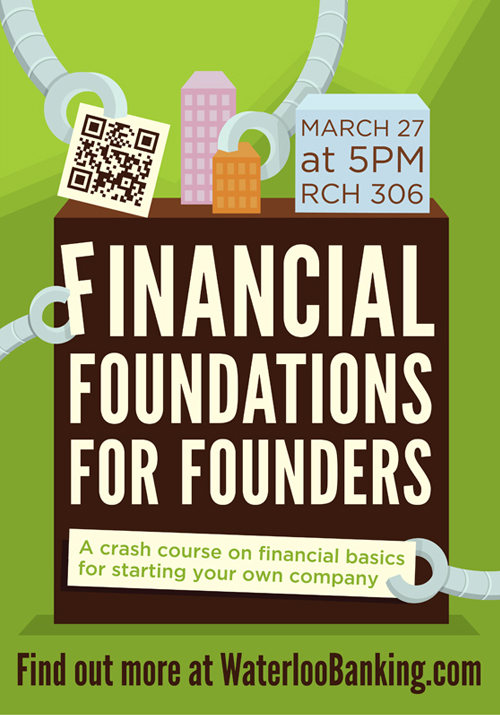 MARCH 27
at 5PM
RCH 306
FINANCIAL
FOUNDATIONS
FOR FOUNDERS
A crash course on financial basics
for starting your own company
Find out more at WaterlooBanking.com